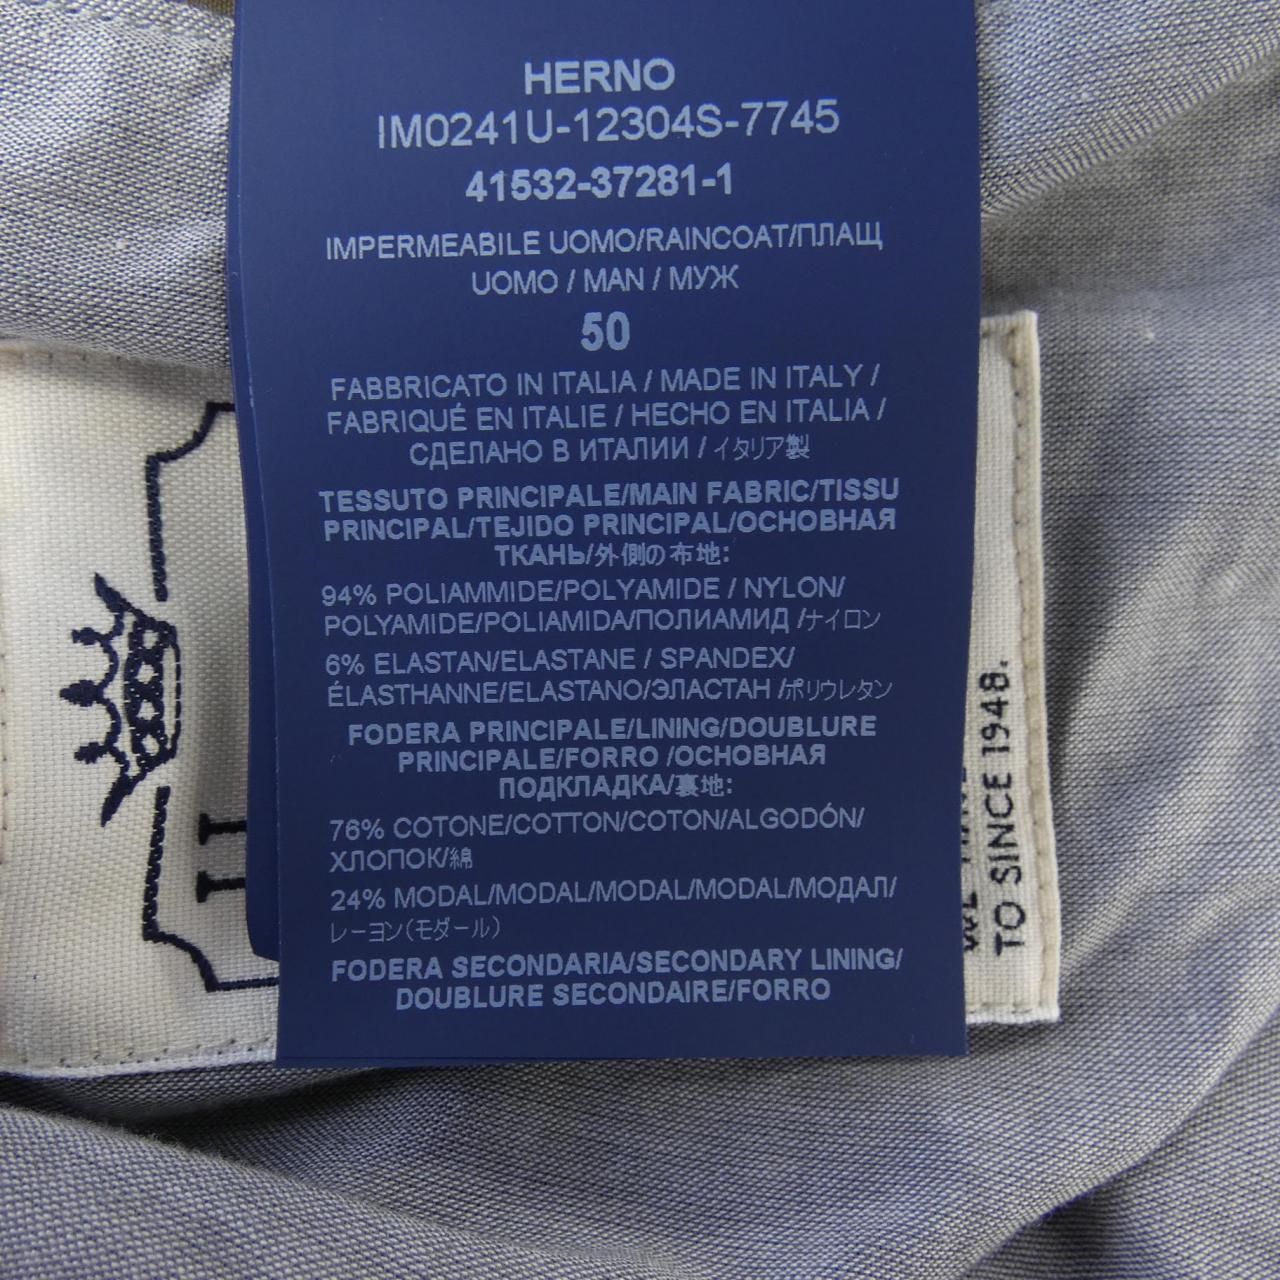 HERNO
IM0241U-12304S-7745
41532-37281-1
IMPERMEABILE UOMO/RAINCOAT/ПЛАЩ
UOMO / MAN / МУЖ
50
FABBRICATO IN ITALIA / MADE IN ITALY /
FABRIQUÉ EN ITALIE / HECHO EN ITALIA /
СДЕЛАНО В ИТАЛИИ / イタリア製
TESSUTO PRINCIPALE/MAIN FABRIC/TISSU
PRINCIPAL/TEJIDO PRINCIPAL/ОСНОВНАЯ
ТКАНЬ/外側の布地:
94% POLIAMMIDE/POLYAMIDE / NYLON/
POLYAMIDE/POLIAMIDA/ПОЛИАМИД /ナイロン
6% ELASTAN/ELASTANE / SPANDEX/
ÉLASTHANNE/ELASTANO/ЭЛАСТАН /ポリウレタン
FODERA PRINCIPALE/LINING/DOUBLURE
PRINCIPALE/FORRO /ОСНОВНАЯ
ПОДКЛАДКА/裏地:
76% COTONE/COTTON/COTON/ALGODÓN/
ХЛОПОК/綿
24% MODAL/MODAL/MODAL/MODAL/МОДАЛ/
レーヨン(モダール)
FODERA SECONDARIA/SECONDARY LINING/
DOUBLURE SECONDAIRE/FORRO
TO SINCE 1948.